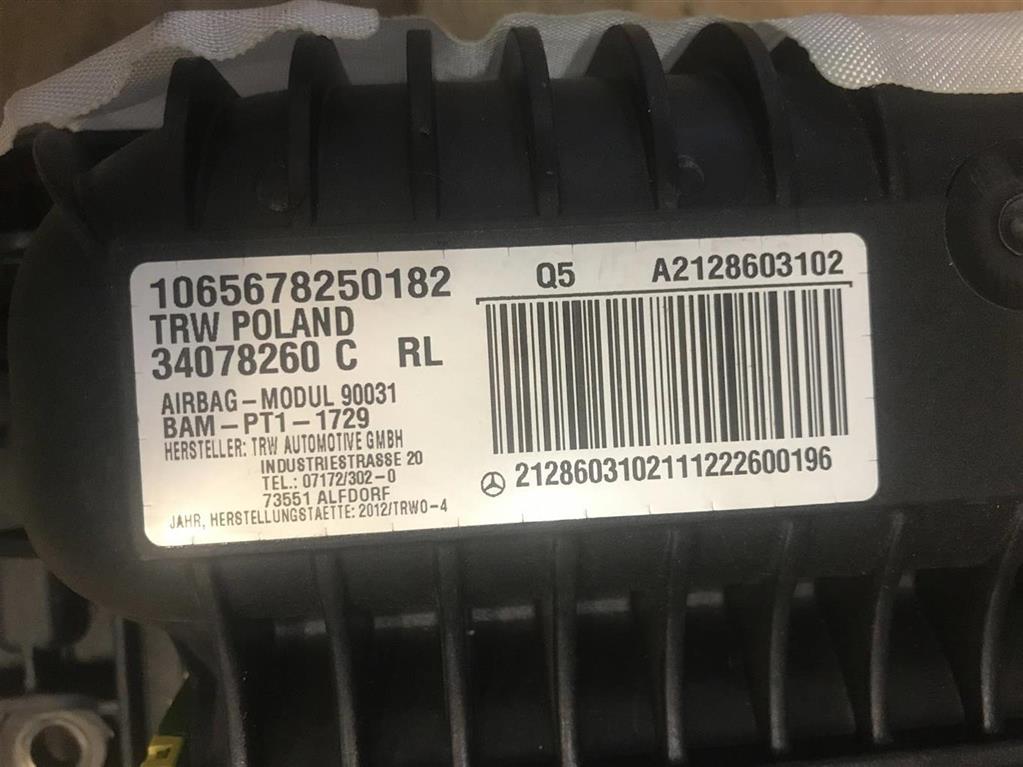 1065678250182
TRW POLAND
34078260 C RL
AIRBAG-MODUL 90031
BAM-PT1-1729
HERSTELLER: TRW AUTOMOTIVE GMBH
INDUSTRIESTRASSE 20
TEL.: 07172/302-0
73551 ALFDORF
JAHR, HERSTELLUNGSTAETTE: 2012/TRW0-4
Q5 A2128603102
2128603102111222600196